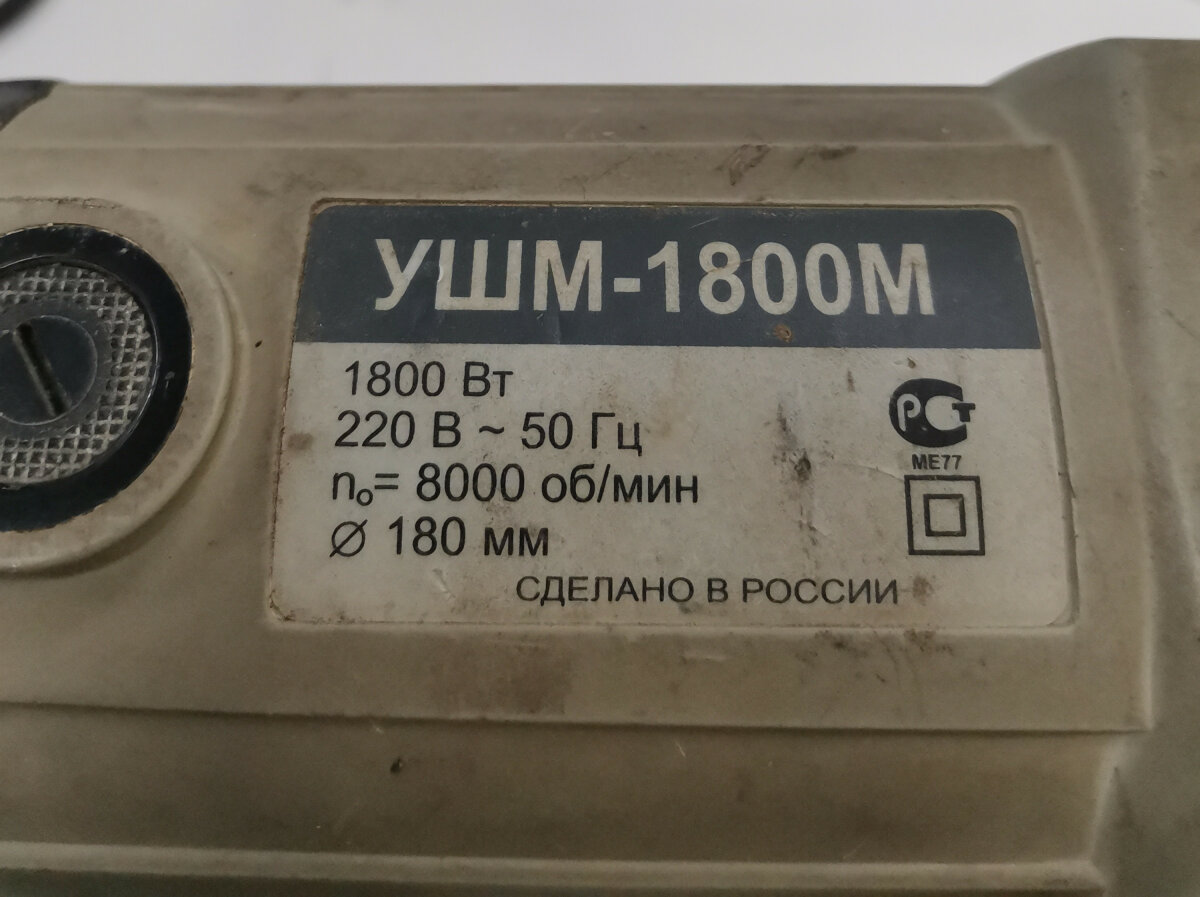 УШМ-1800М
1800 Вт
220 В ~ 50 Гц
n₀= 8000 об/мин
Ø 180 мм
РСТ
МЕ77
СДЕЛАНО В РОССИИ